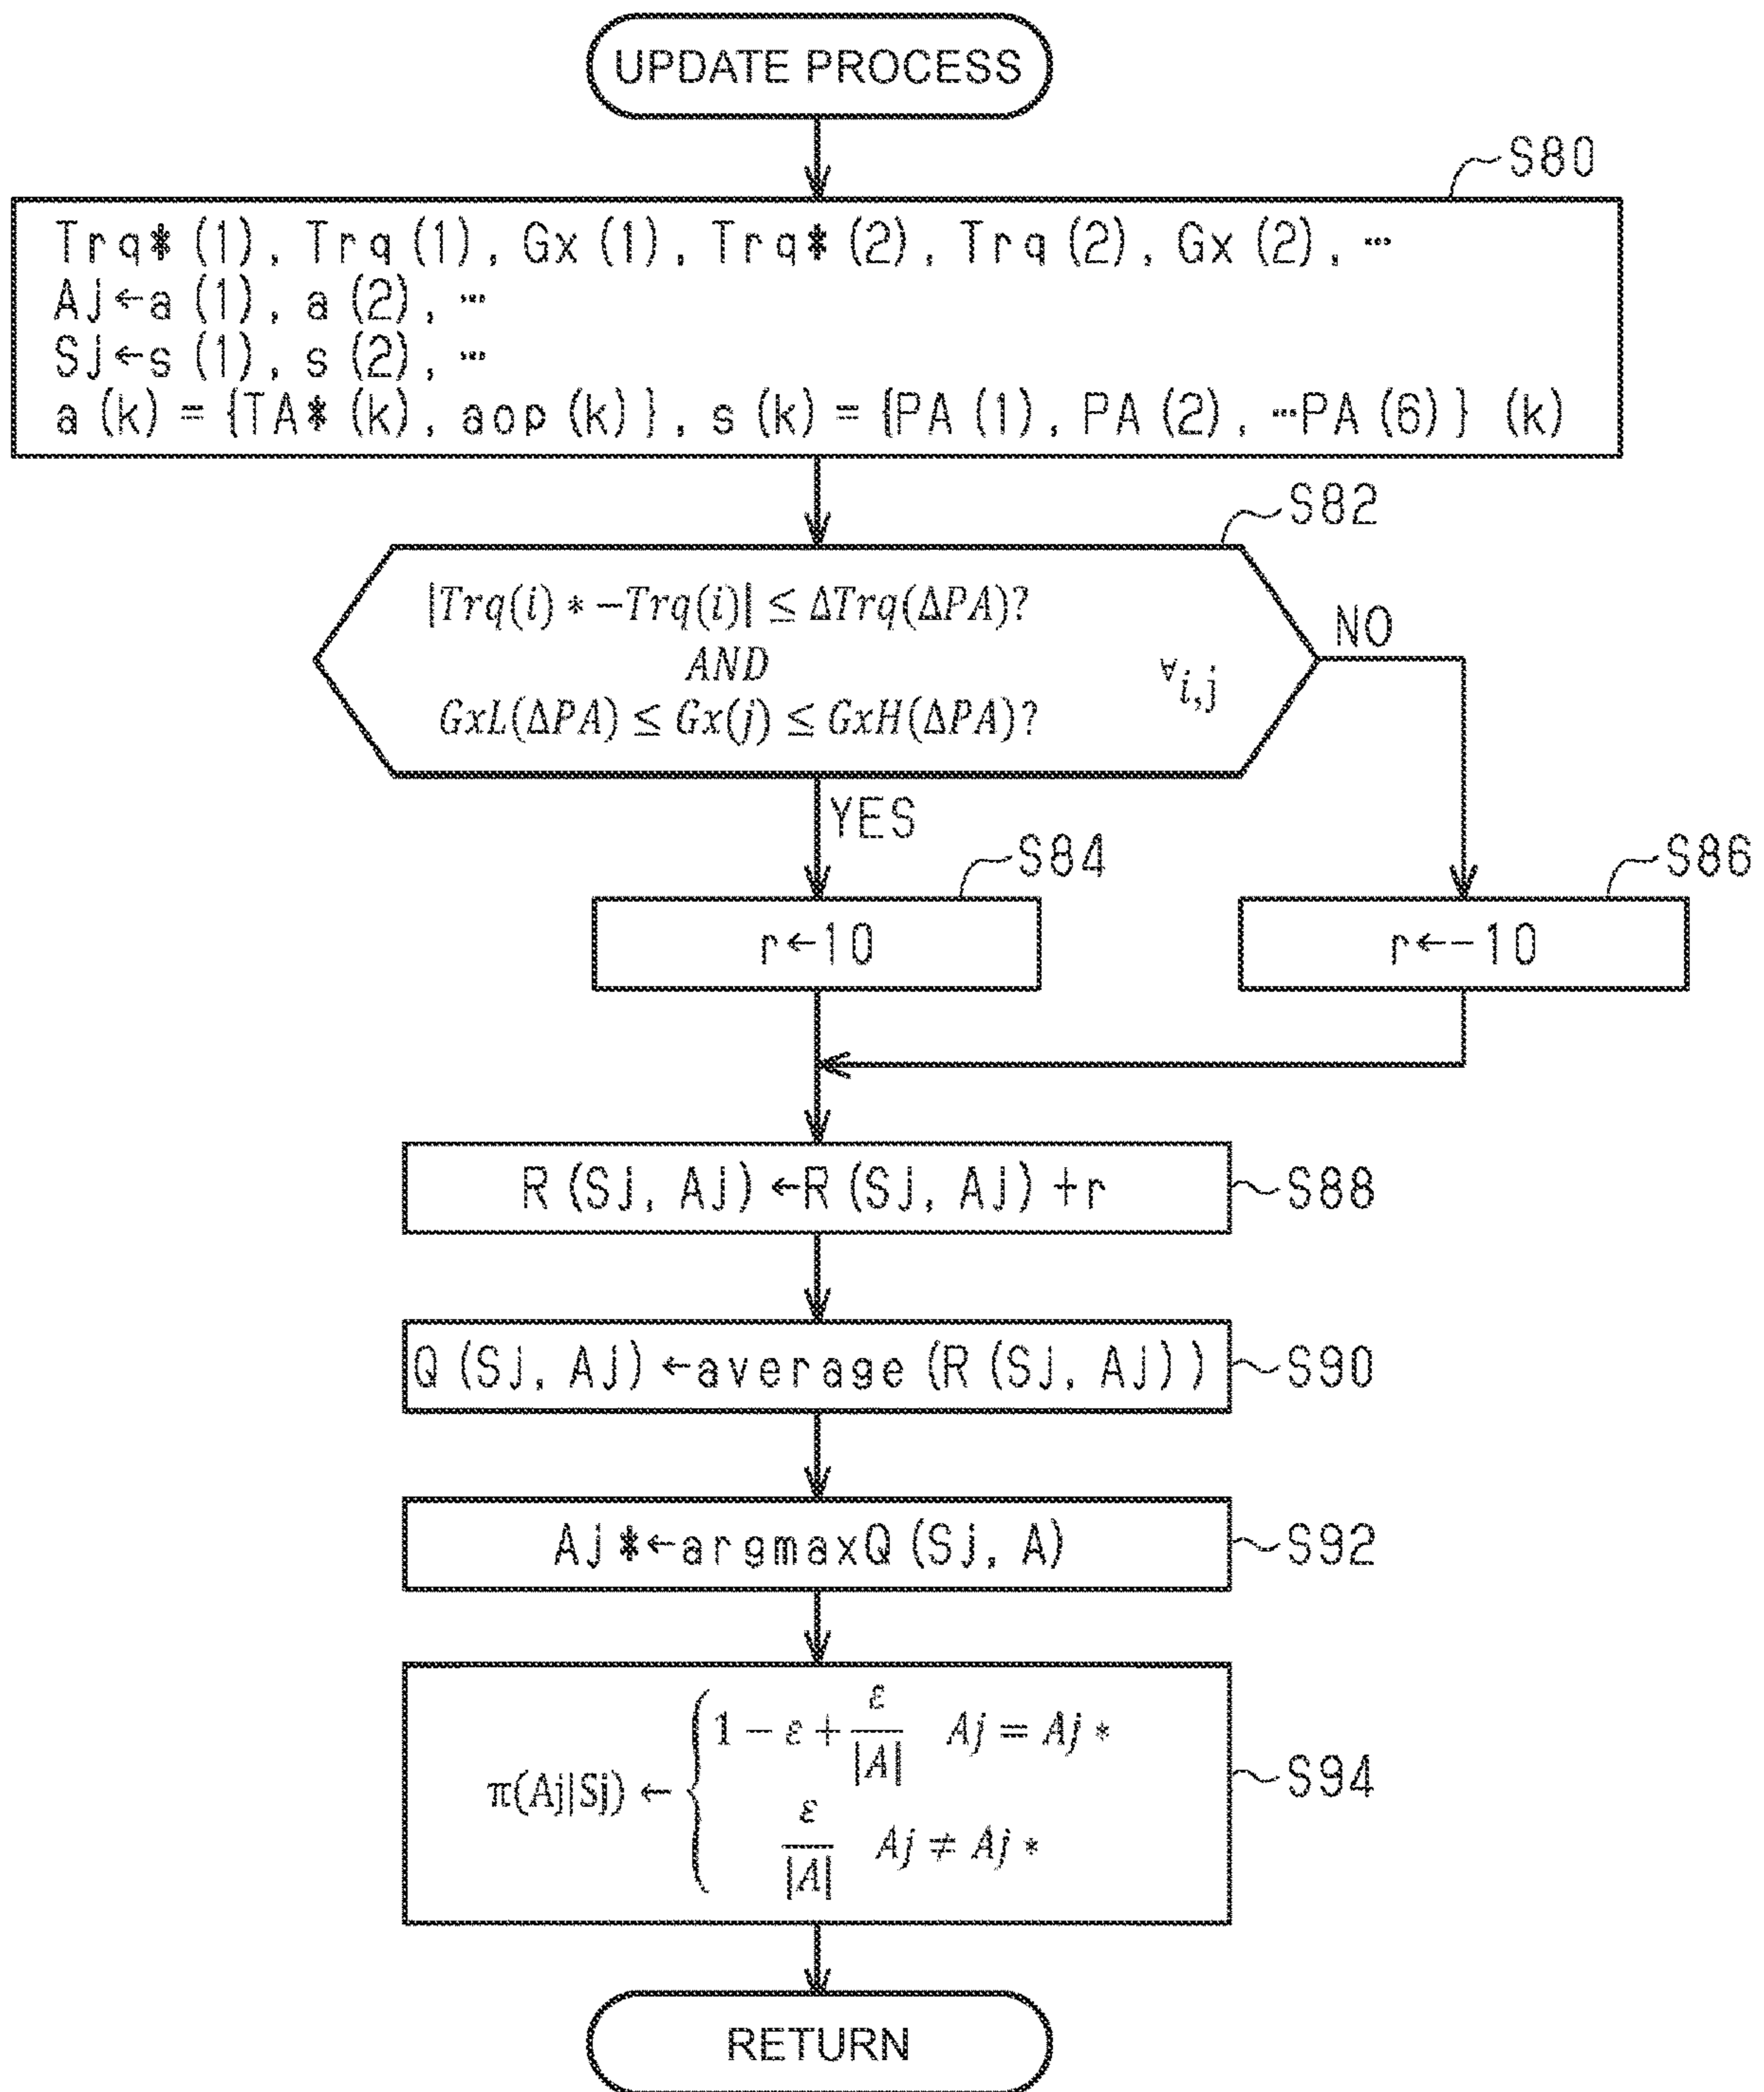 UPDATE PROCESS
S80
Trq* (1), Trq (1), Gx (1), Trq* (2), Trq (2), Gx (2), …
Aj←a (1), a (2), …
Sj←s (1), s (2), …
a (k) = {TA* (k), aop (k)}, s (k) = {PA (1), PA (2), …PA (6)} (k)
S82
|Trq(i) * −Trq(i)| ≤ ΔTrq(ΔPA)?
AND
∀i,j
GxL(ΔPA) ≤ Gx(j) ≤ GxH(ΔPA)?
NO
YES
S84
S86
r←10
r←−10
R (Sj, Aj) ←R (Sj, Aj) +r
S88
Q (Sj, Aj) ←average (R (Sj, Aj))
S90
Aj*←argmaxQ (Sj, A)
S92
π(Aj|Sj) ← { 1 − ε + ε/|A| Aj = Aj *
ε/|A| Aj ≠ Aj *
S94
RETURN